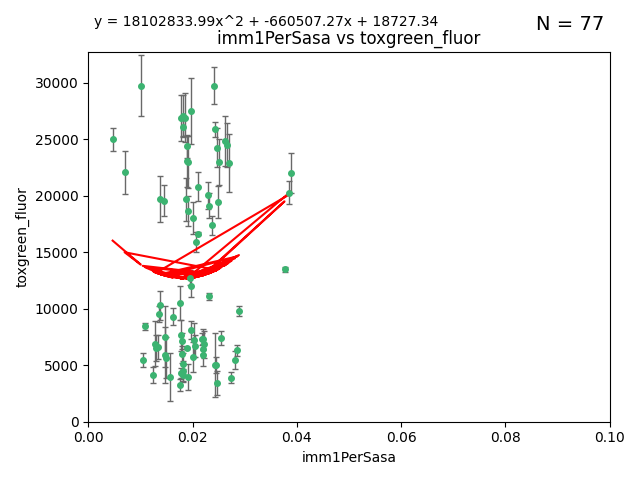 y = 18102833.99x^2 + -660507.27x + 18727.34
N = 77
imm1PerSasa vs toxgreen_fluor
30000
25000
20000
15000
10000
5000
0
toxgreen_fluor
0.00 0.02 0.04 0.06 0.08 0.10
imm1PerSasa